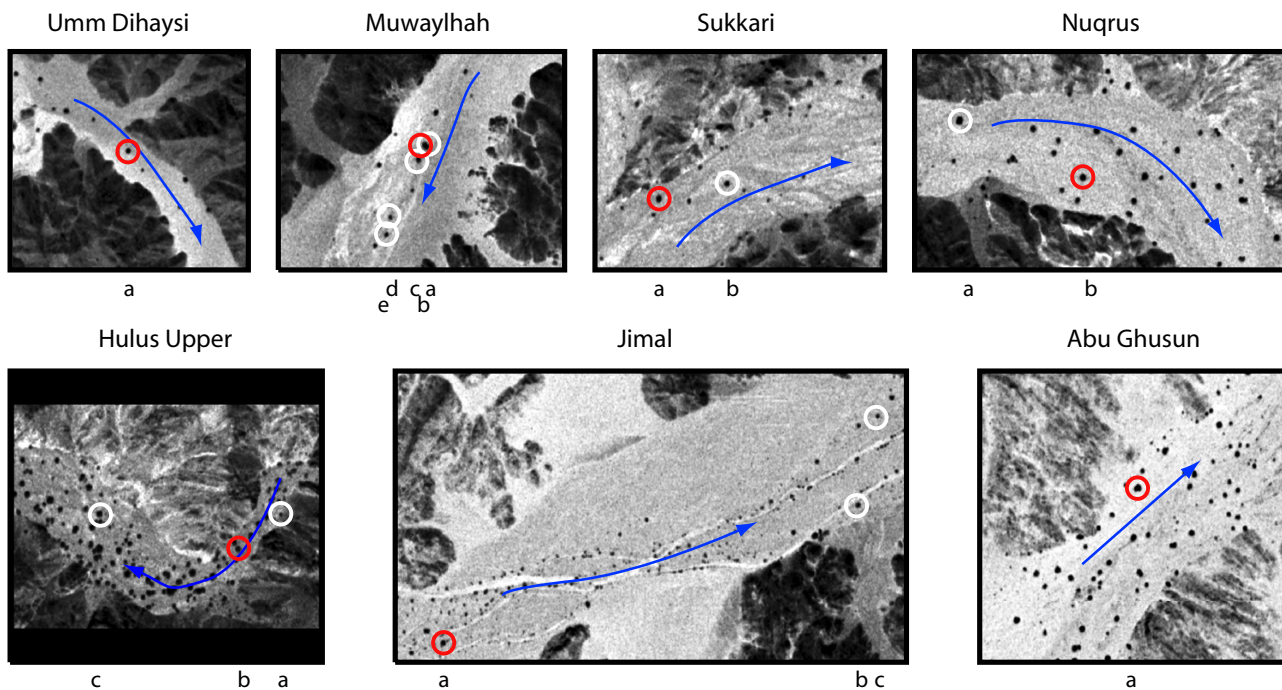 Umm Dihaysi
Muwaylhah
Sukkari
Nuqrus
a
d c a
e b
a b
a b
Hulus Upper
Jimal
Abu Ghusun
c b a
a b c
a